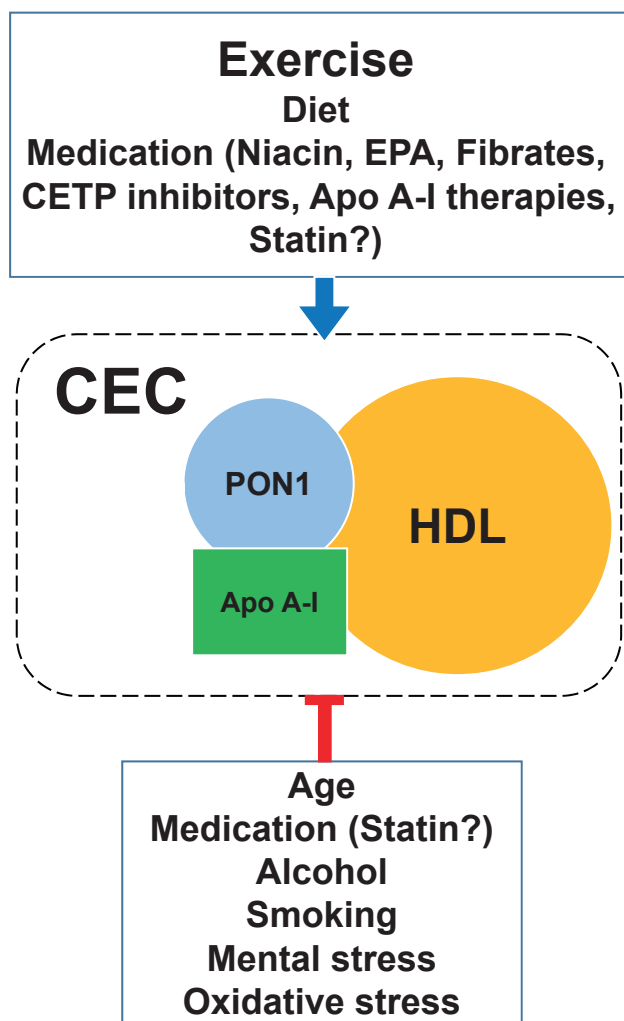 Exercise
Diet
Medication (Niacin, EPA, Fibrates,
CETP inhibitors, Apo A-I therapies,
Statin?)
CEC
PON1
HDL
Apo A-I
Age
Medication (Statin?)
Alcohol
Smoking
Mental stress
Oxidative stress